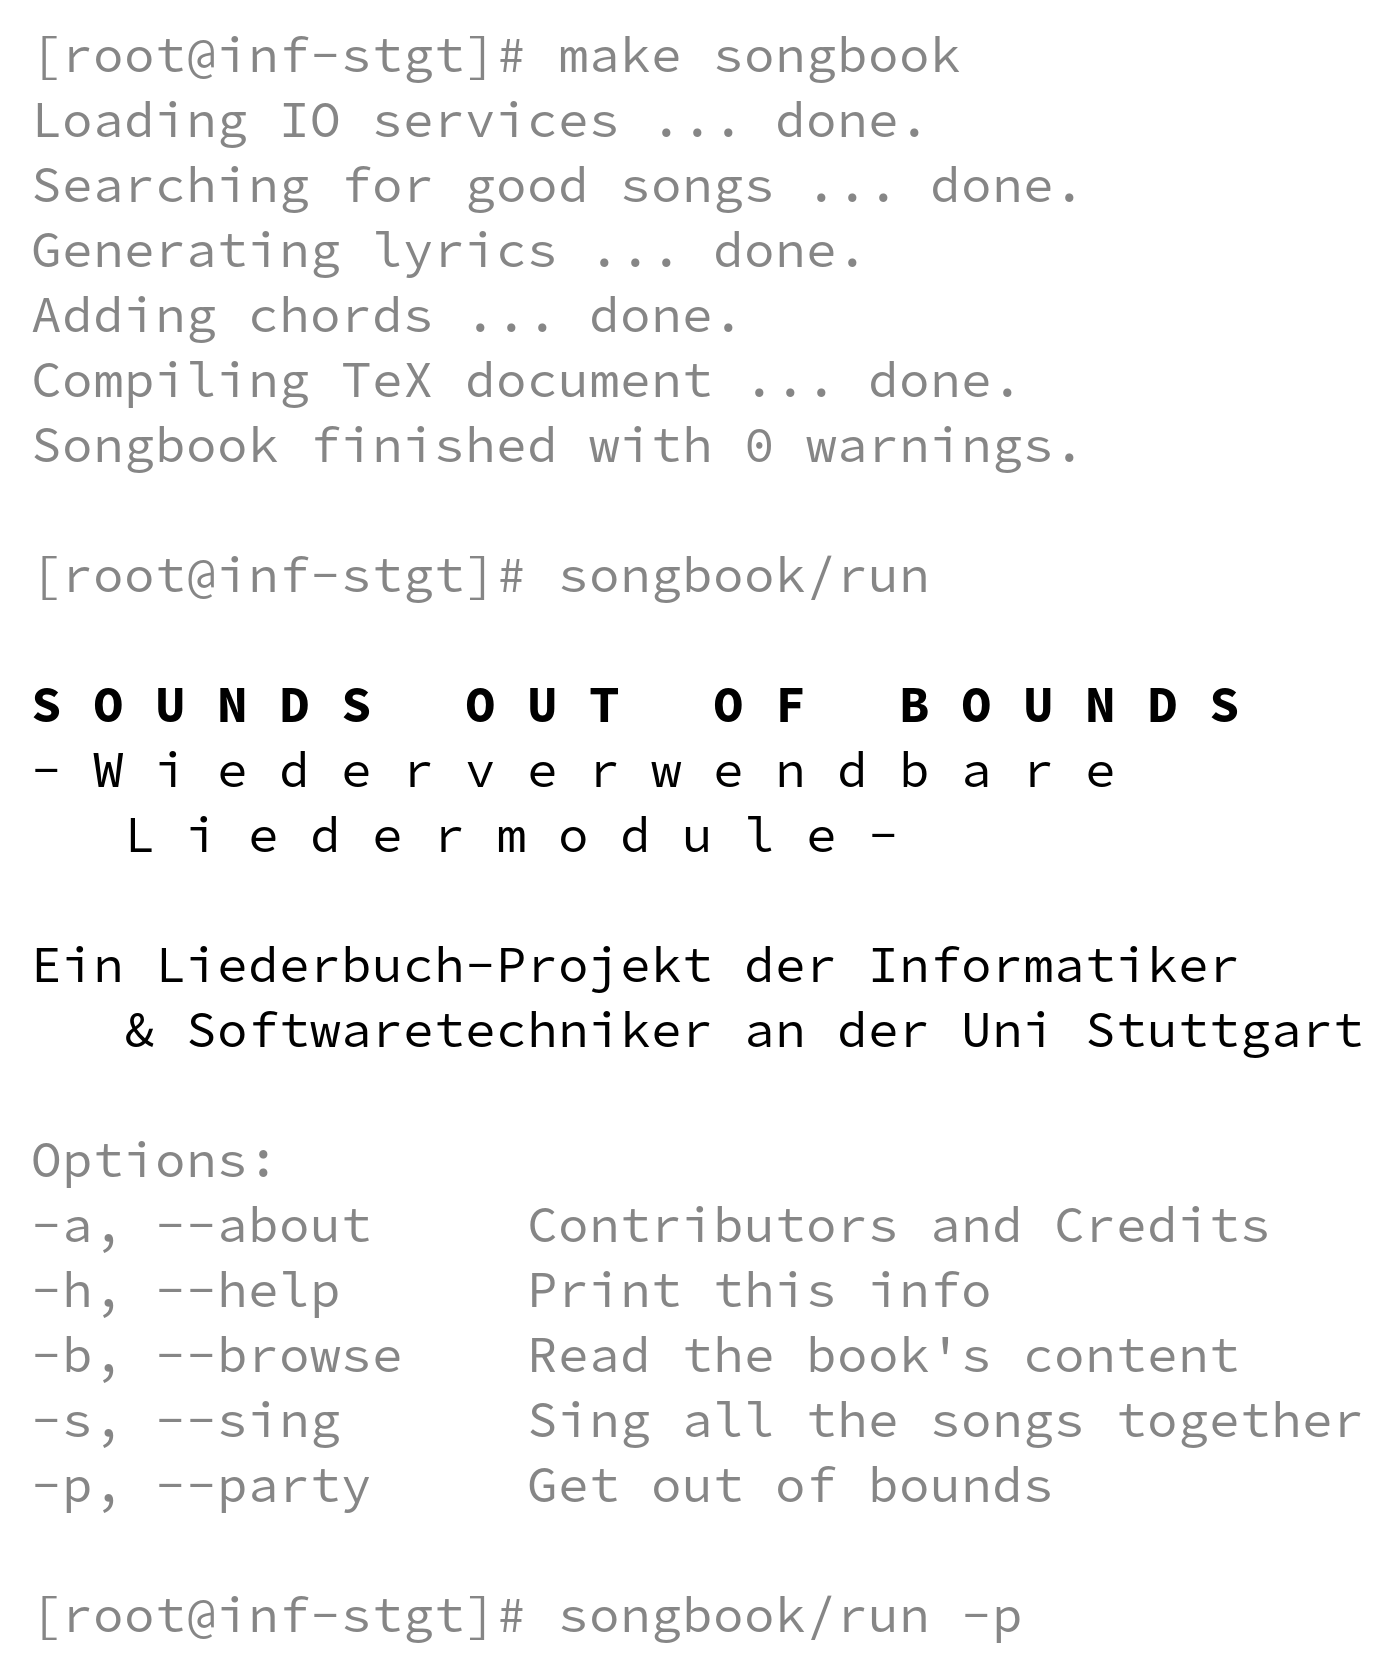 [root@inf-stgt]# make songbook
Loading IO services ... done.
Searching for good songs ... done.
Generating lyrics ... done.
Adding chords ... done.
Compiling TeX document ... done.
Songbook finished with 0 warnings.
[root@inf-stgt]# songbook/run
S O U N D S   O U T   O F   B O U N D S
- W i e d e r v e r w e n d b a r e
L i e d e r m o d u l e -
Ein Liederbuch-Projekt der Informatiker
& Softwaretechniker an der Uni Stuttgart
Options:
-a, --about     Contributors and Credits
-h, --help      Print this info
-b, --browse    Read the book's content
-s, --sing      Sing all the songs together
-p, --party     Get out of bounds
[root@inf-stgt]# songbook/run -p